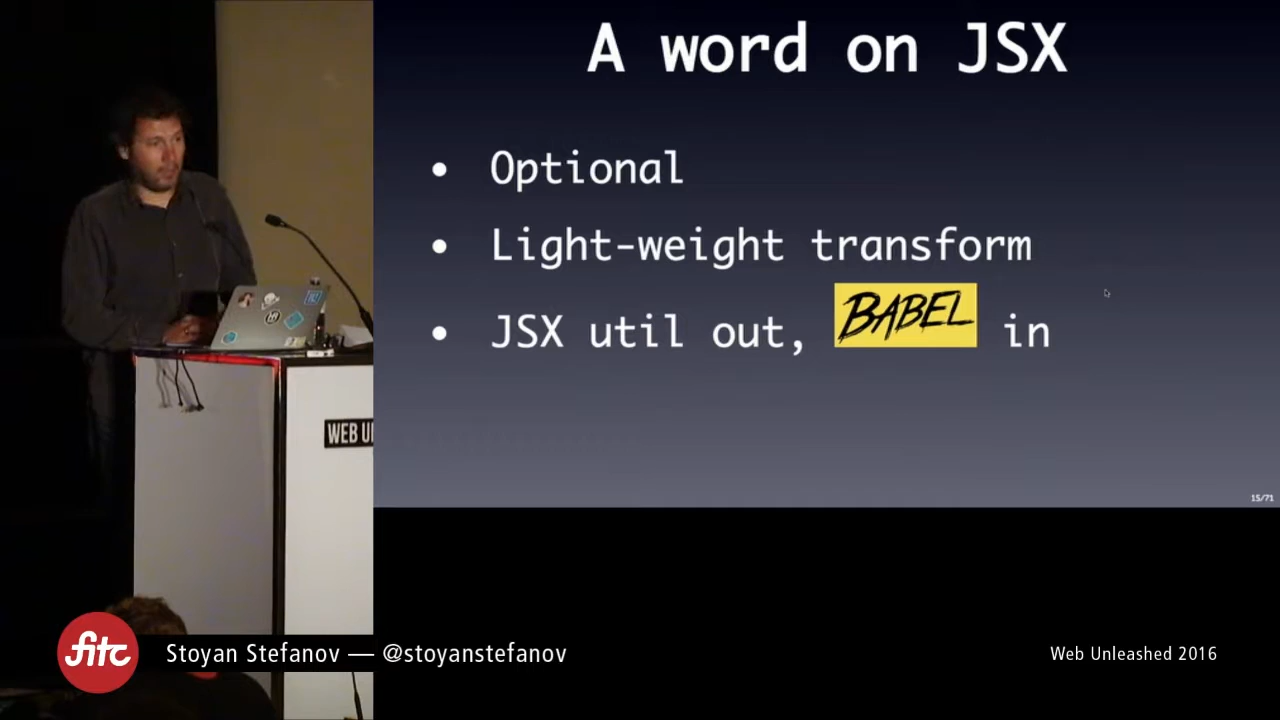 A word on JSX
• Optional
• Light-weight transform
• JSX util out, BABEL in
15/71
WEB U
fitc
Stoyan Stefanov — @stoyanstefanov
Web Unleashed 2016